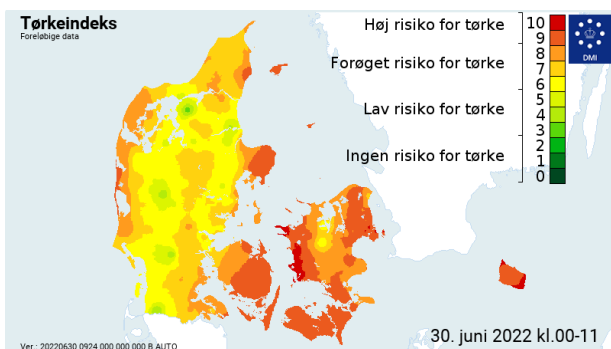 Tørkeindeks
Foreløbige data
Høj risiko for tørke
Forøget risiko for tørke
Lav risiko for tørke
Ingen risiko for tørke
10
9
8
7
6
5
4
3
2
1
0
DMI
30. juni 2022 kl.00-11
Ver.: 20220630 0924 000 000 000 B AUTO